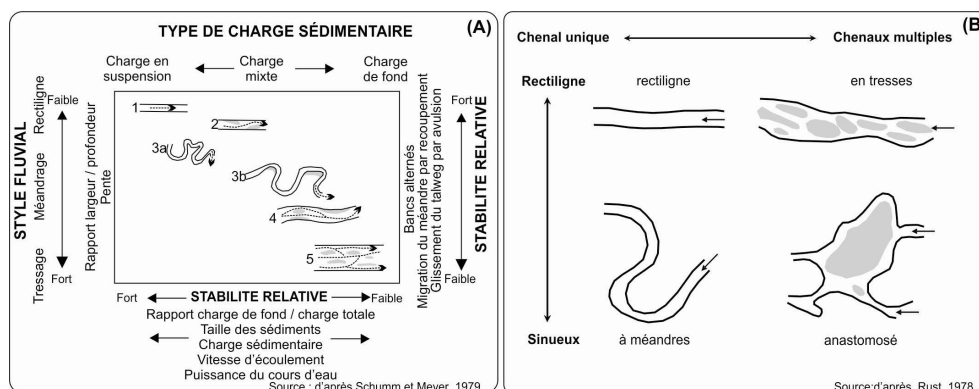 TYPE DE CHARGE SÉDIMENTAIRE
(A)
Charge en
suspension
Charge
mixte
Charge
de fond
STYLE FLUVIAL
Rectiligne
Méandrage
Tressage
Faible
Fort
Rapport largeur / profondeur
Pente
1
2
3a
3b
4
5
Bancs alternés
Migration du méandre par recoupement
Glissement du talweg par avulsion
Fort
Faible
STABILITE RELATIVE
Fort
STABILITE RELATIVE
Faible
Rapport charge de fond / charge totale
Taille des sédiments
Charge sédimentaire
Vitesse d'écoulement
Puissance du cours d'eau
Source : d'après Schumm et Meyer, 1979
(B)
Chenal unique
Chenaux multiples
Rectiligne
rectiligne
en tresses
Sinueux
à méandres
anastomosé
Source:d'après, Rust, 1978